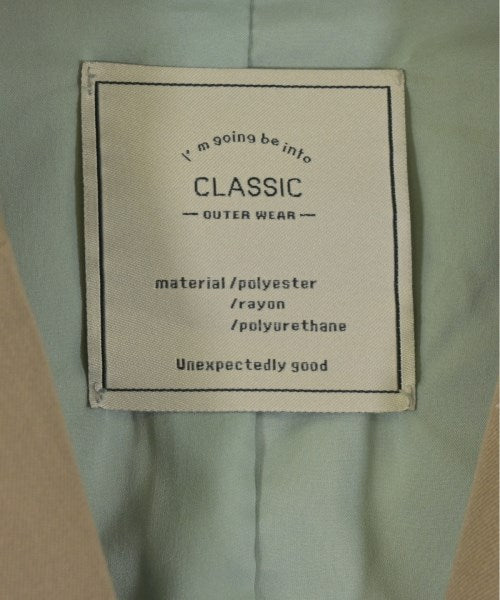 I'm going be into
CLASSIC
— OUTER WEAR —
material / polyester
/ rayon
/ polyurethane
Unexpectedly good